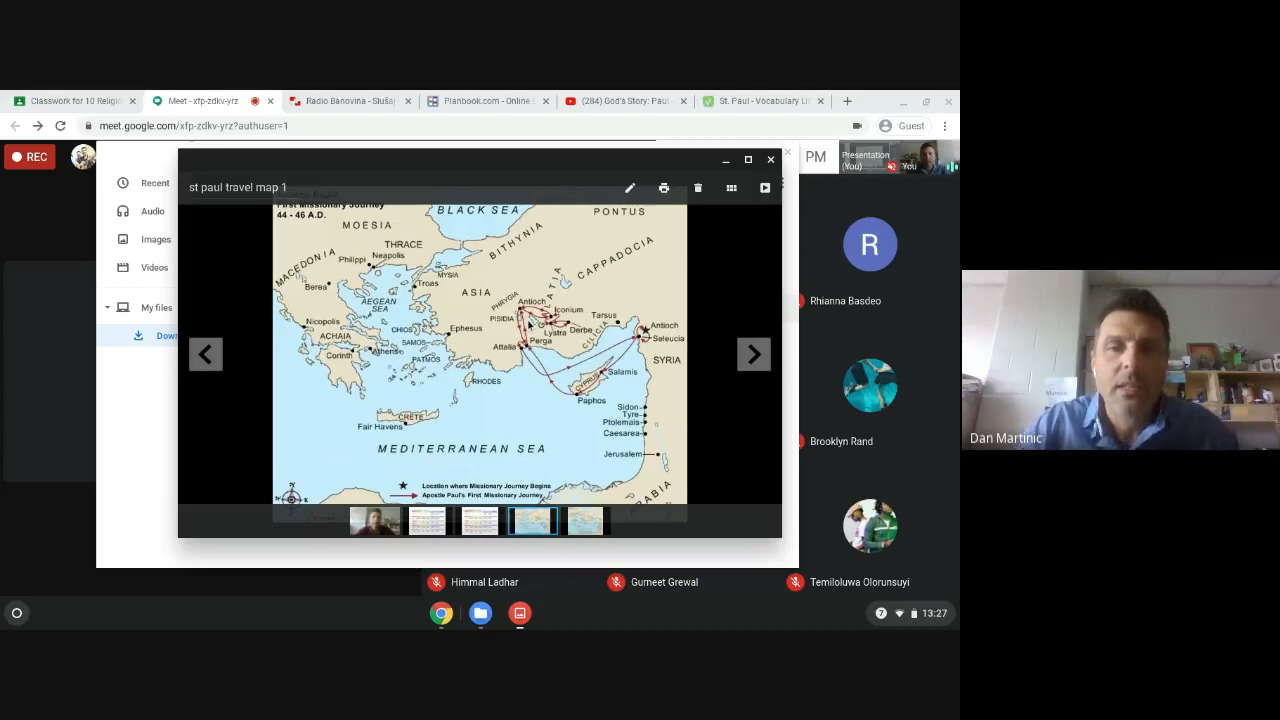 Classwork for 10 Religio
Meet - xfp-zdkv-yrz
Radio Banovina - Slušaj
Planbook.com - Online L
(284) God's Story: Paul -
St. Paul - Vocabulary Lis
meet.google.com/xfp-zdkv-yrz?authuser=1
Guest
REC
PM
Presentation
(You)
You
Recent
Audio
Images
Videos
My files
Down
st paul travel map 1
First Missionary Journey
44 - 46 A.D.
BLACK SEA
PONTUS
MOESIA
THRACE
BITHYNIA
MACEDONIA
Philippi
Neapolis
CAPPADOCIA
Berea
MYSIA
Troas
ASIA
GALATIA
AEGEAN
SEA
PHRYGIA
Antioch
Iconium
Tarsus
PISIDIA
Nicopolis
CHIOS
Ephesus
Lystra
Derbe
CILICIA
Antioch
ACHAIA
SAMOS
Attalia
Perga
Seleucia
Corinth
Athens
PATMOS
SYRIA
RHODES
CYPRUS
Salamis
Paphos
CRETE
Fair Havens
Sidon
Tyre
Ptolemais
Caesarea
MEDITERRANEAN SEA
Jerusalem
Location where Missionary Journey Begins
Apostle Paul's First Missionary Journey
ARABIA
R
Rhianna Basdeo
Brooklyn Rand
Himmal Ladhar
Gurneet Grewal
Temiloluwa Olorunsuyi
7
13:27
Dan Martinic